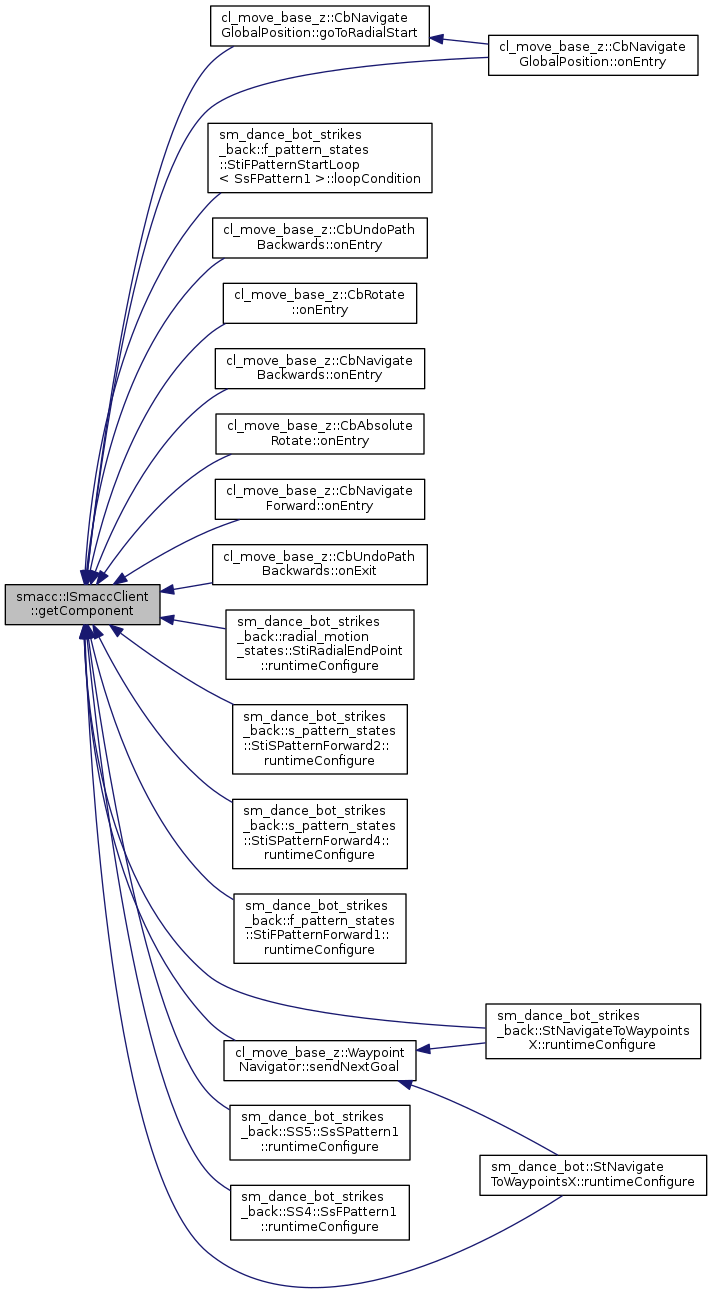 cl_move_base_z::CbNavigate
GlobalPosition::goToRadialStart
cl_move_base_z::CbNavigate
GlobalPosition::onEntry
sm_dance_bot_strikes
_back::f_pattern_states
::StiFPatternStartLoop
< SsFPattern1 >::loopCondition
cl_move_base_z::CbUndoPath
Backwards::onEntry
cl_move_base_z::CbRotate
::onEntry
cl_move_base_z::CbNavigate
Backwards::onEntry
cl_move_base_z::CbAbsolute
Rotate::onEntry
cl_move_base_z::CbNavigate
Forward::onEntry
cl_move_base_z::CbUndoPath
Backwards::onExit
smacc::ISmaccClient
::getComponent
sm_dance_bot_strikes
_back::radial_motion
_states::StiRadialEndPoint
::runtimeConfigure
sm_dance_bot_strikes
_back::s_pattern_states
::StiSPatternForward2::
runtimeConfigure
sm_dance_bot_strikes
_back::s_pattern_states
::StiSPatternForward4::
runtimeConfigure
sm_dance_bot_strikes
_back::f_pattern_states
::StiFPatternForward1::
runtimeConfigure
sm_dance_bot_strikes
_back::StNavigateToWaypoints
X::runtimeConfigure
cl_move_base_z::Waypoint
Navigator::sendNextGoal
sm_dance_bot_strikes
_back::SS5::SsSPattern1
::runtimeConfigure
sm_dance_bot::StNavigate
ToWaypointsX::runtimeConfigure
sm_dance_bot_strikes
_back::SS4::SsFPattern1
::runtimeConfigure